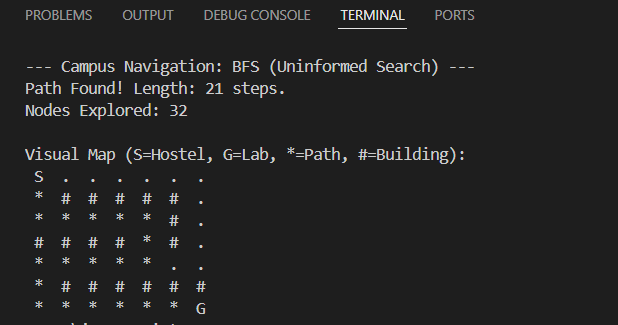 PROBLEMS OUTPUT DEBUG CONSOLE TERMINAL PORTS
--- Campus Navigation: BFS (Uninformed Search) ---
Path Found! Length: 21 steps.
Nodes Explored: 32
Visual Map (S=Hostel, G=Lab, *=Path, #=Building):
S . . . . . .
* # # # # # .
* * * * * # .
# # # # * # .
* * * * * . .
* # # # # # #
* * * * * * G